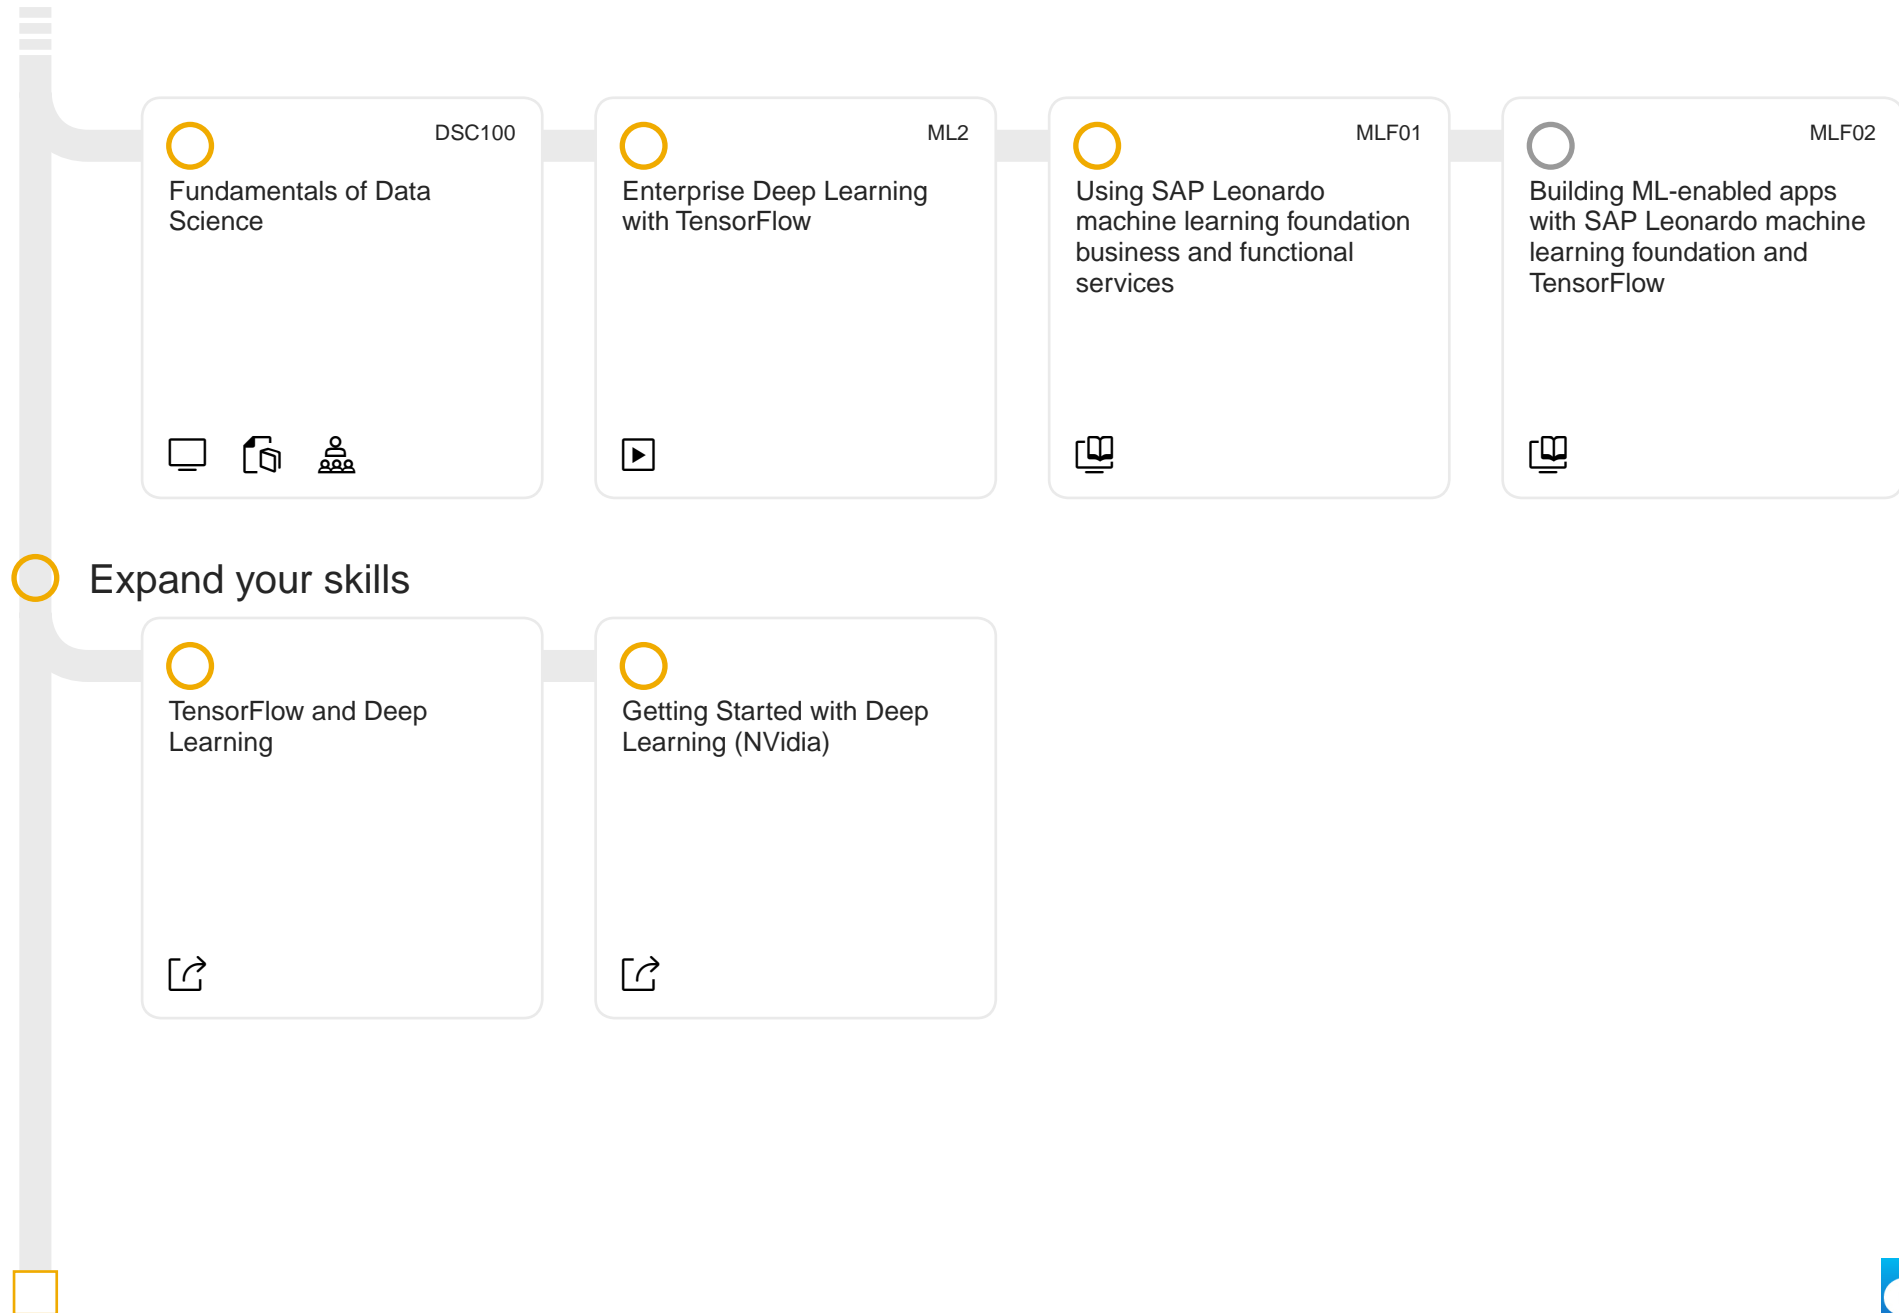 DSC100
Fundamentals of Data
Science
ML2
Enterprise Deep Learning
with TensorFlow
MLF01
Using SAP Leonardo
machine learning foundation
business and functional
services
MLF02
Building ML-enabled apps
with SAP Leonardo machine
learning foundation and
TensorFlow
Expand your skills
TensorFlow and Deep
Learning
Getting Started with Deep
Learning (NVidia)